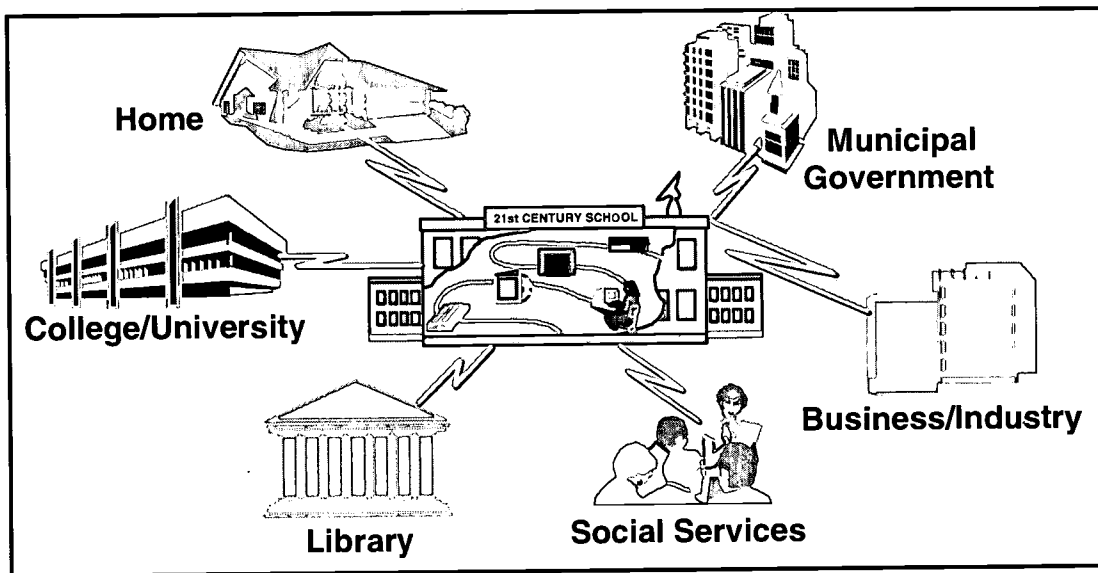 Home
Municipal
Government
21st CENTURY SCHOOL
College/University
Business/Industry
Library
Social Services